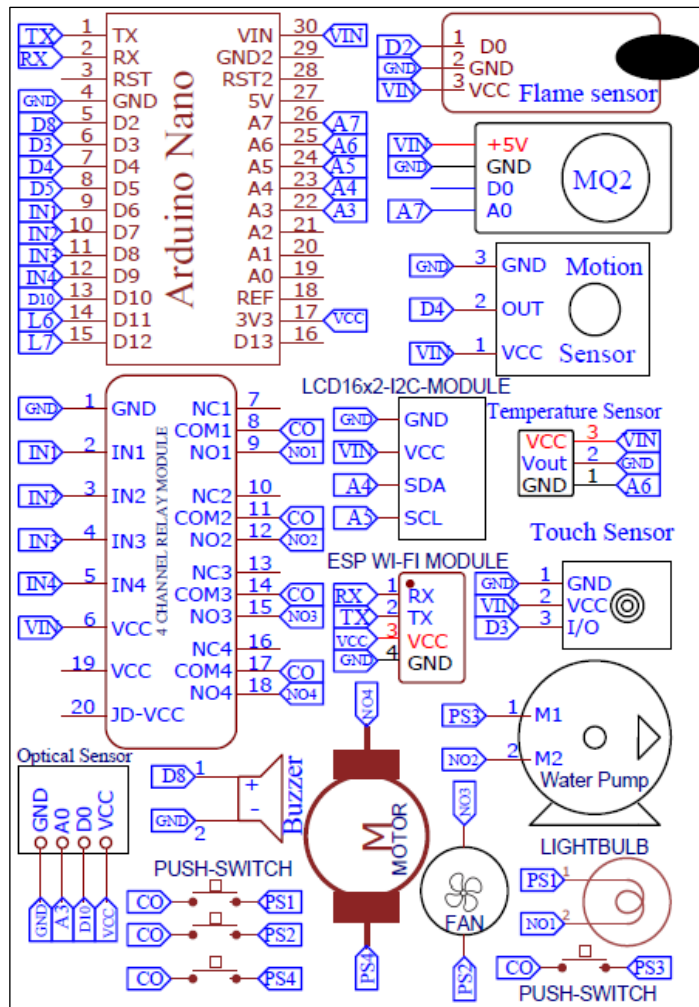 TX 1 TX VIN 30 VIN
RX 2 RX GND2 29
3 RST RST2 28
GND 4 GND 5V 27
D8 5 D2 A7 26 A7
D3 6 D3 A6 25 A6
D4 7 D4 A5 24 A5
D5 8 D5 A4 23 A4
IN1 9 D6 A3 22 A3
IN2 10 D7 A2 21
IN3 11 D8 A1 20
IN4 12 D9 A0 19
D10 13 D10 REF 18
L6 14 D11 3V3 17 VCC
L7 15 D12 D13 16
Arduino Nano
D2 1 D0
GND 2 GND
VIN 3 VCC
Flame sensor
VIN +5V
GND GND
D0
A7 A0
MQ2
GND 3 GND
D4 2 OUT
VIN 1 VCC
Motion
Sensor
GND 1 GND NC1 7
COM1 8 CO
IN1 2 IN1 NO1 9 NO1
IN2 3 IN2 NC2 10
COM2 11 CO
IN3 4 IN3 NO2 12 NO2
IN4 5 IN4 NC3 13
COM3 14 CO
VIN 6 VCC NO3 15 NO3
NC4 16
19 VCC COM4 17 CO
NO4 18 NO4
20 JD-VCC
4 CHANNEL RELAY MODULE
LCD16x2-I2C-MODULE
GND GND
VIN VCC
A4 SDA
A5 SCL
Temperature Sensor
VCC 3 VIN
Vout 2 GND
GND 1 A6
ESP WI-FI MODULE
RX 1 RX
TX 2 TX
VCC 3 VCC
GND 4 GND
Touch Sensor
GND 1 GND
VIN 2 VCC
D3 3 I/O
PS3 1 M1
NO2 2 M2
Water Pump
Optical Sensor
GND A0 D0 VCC
GND A3 D10 VCC
D8 1 +
GND 2 -
Buzzer
NO4
M
MOTOR
PS4
NO3
FAN
PS2
LIGHTBULB
PS1 1
NO1 2
PUSH-SWITCH
CO PS1
CO PS2
CO PS4
CO PS3
PUSH-SWITCH